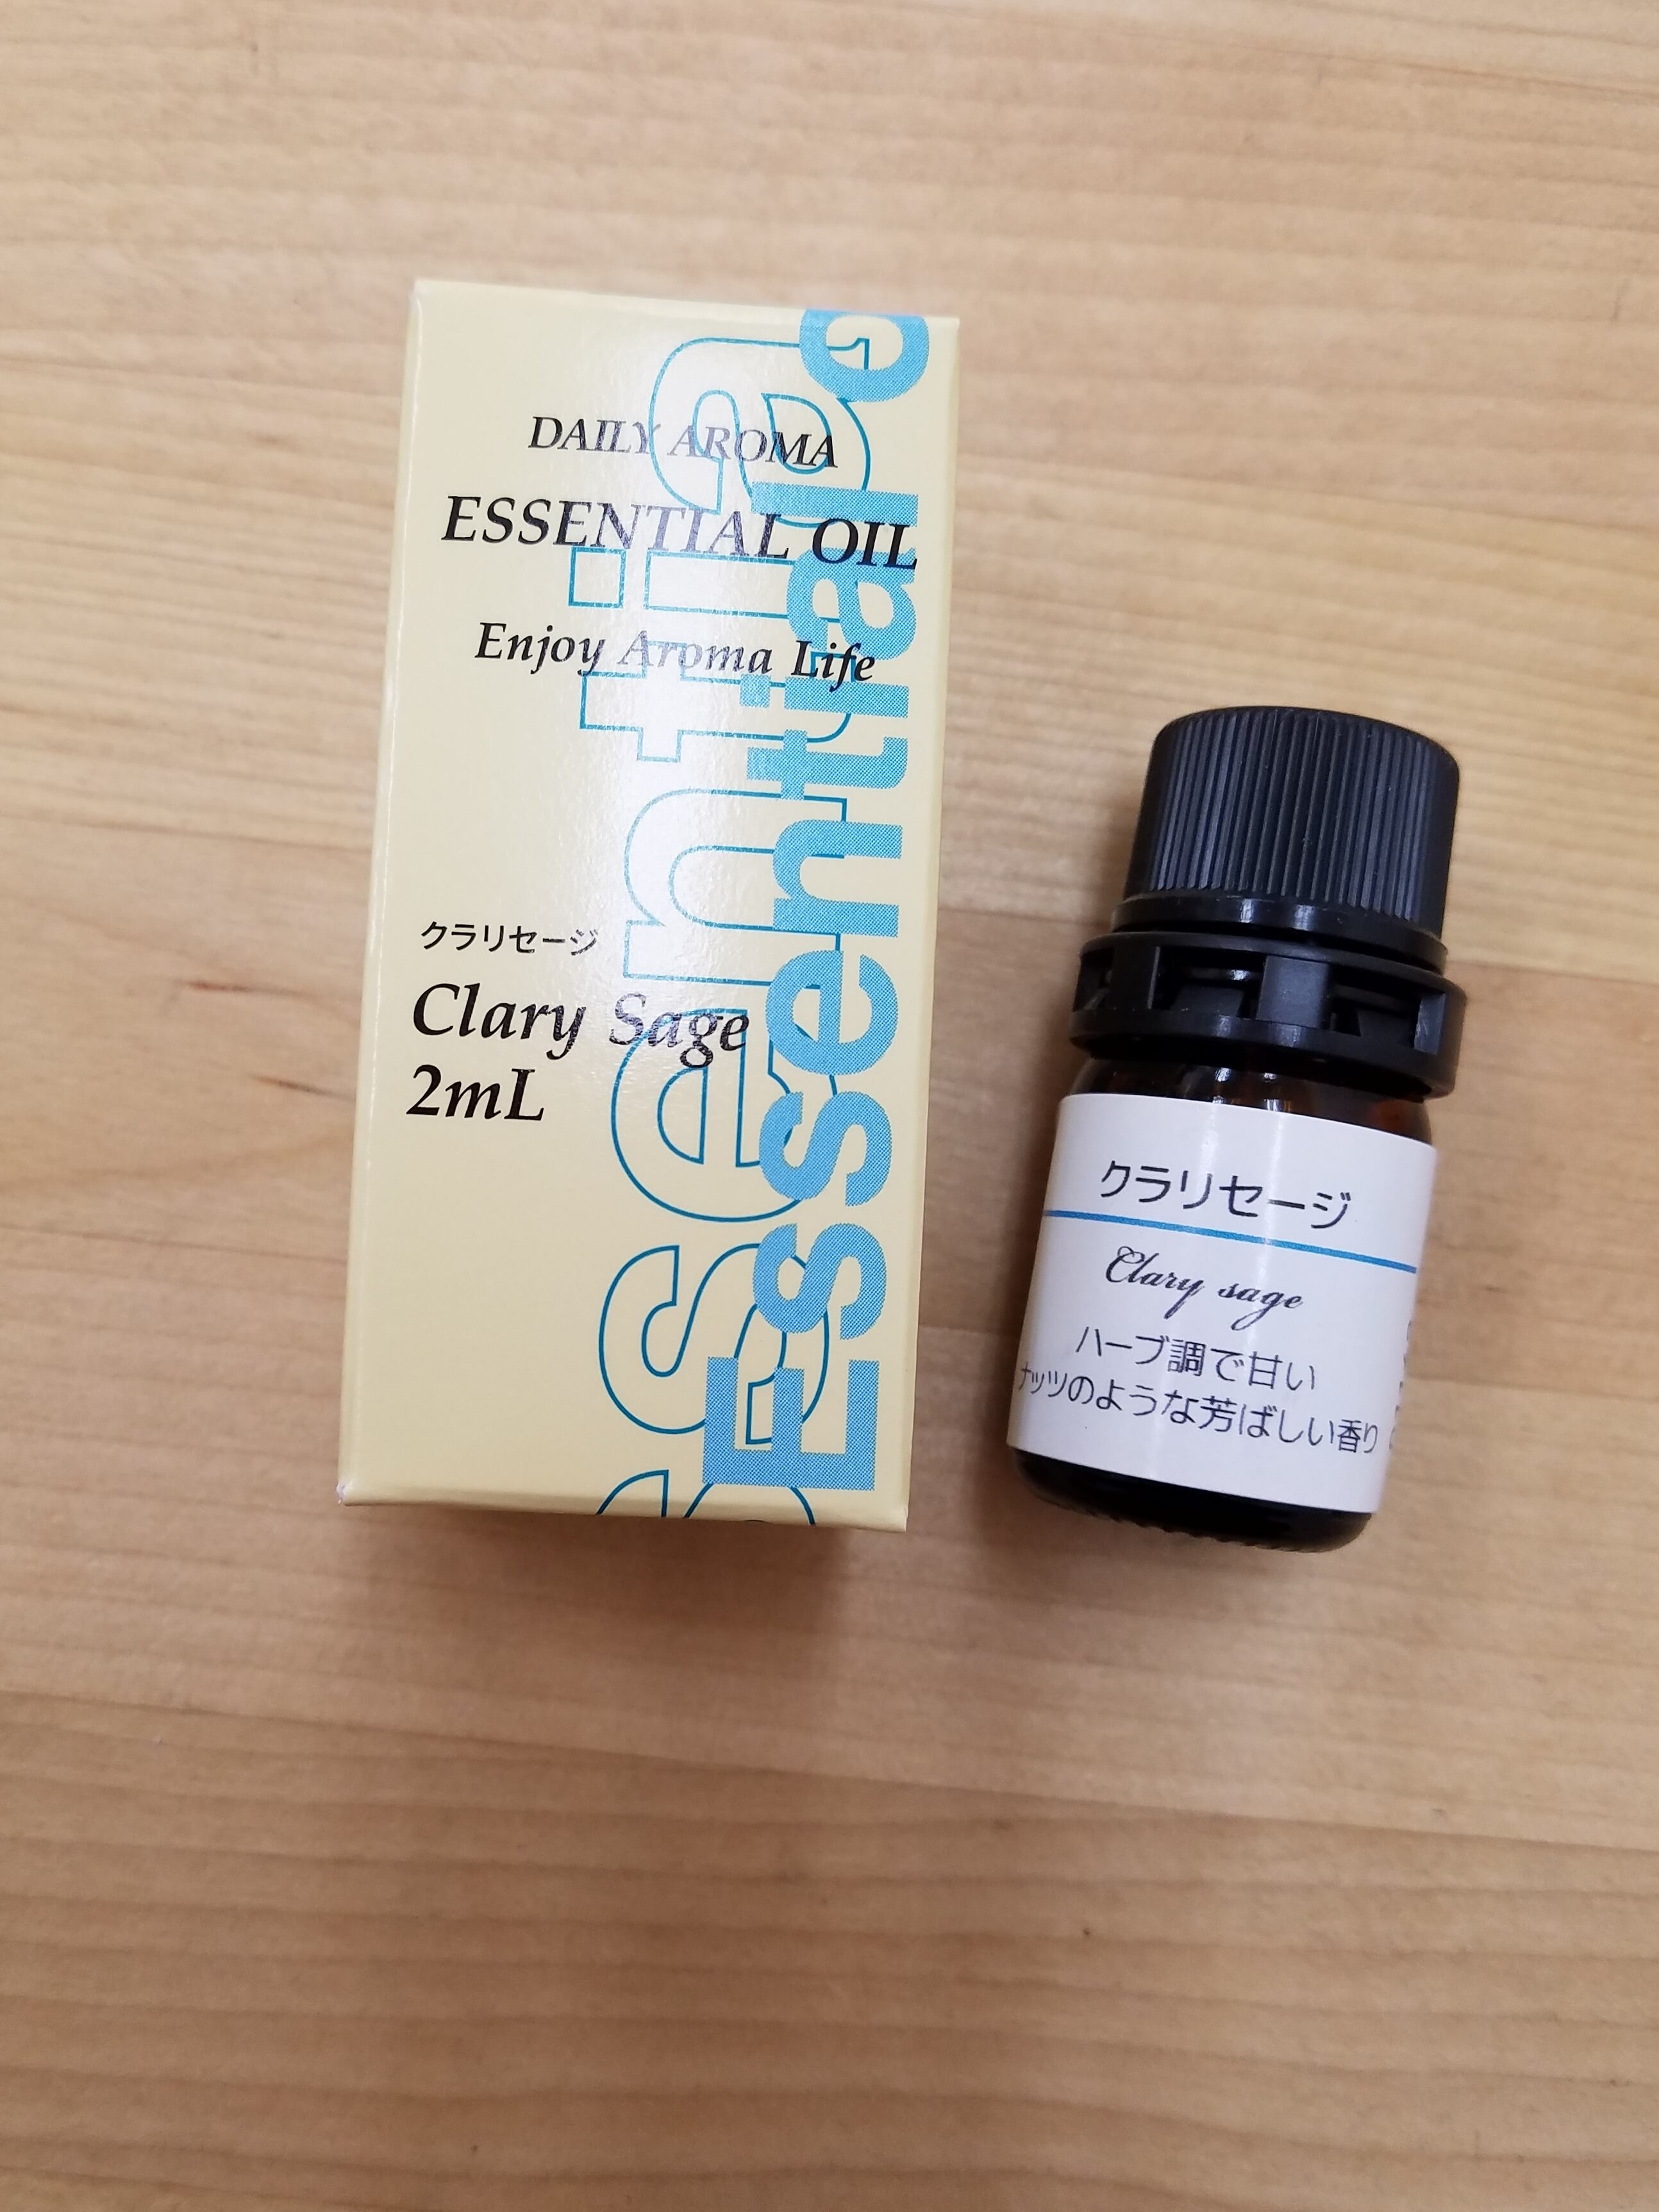 DAILY AROMA
ESSENTIAL OIL
Enjoy Aroma Life
クラリセージ
Clary Sage
2mL
Essential o
sentia
クラリセージ
Clary sage
ハーブ調で甘い
ナッツのような芳ばしい香り